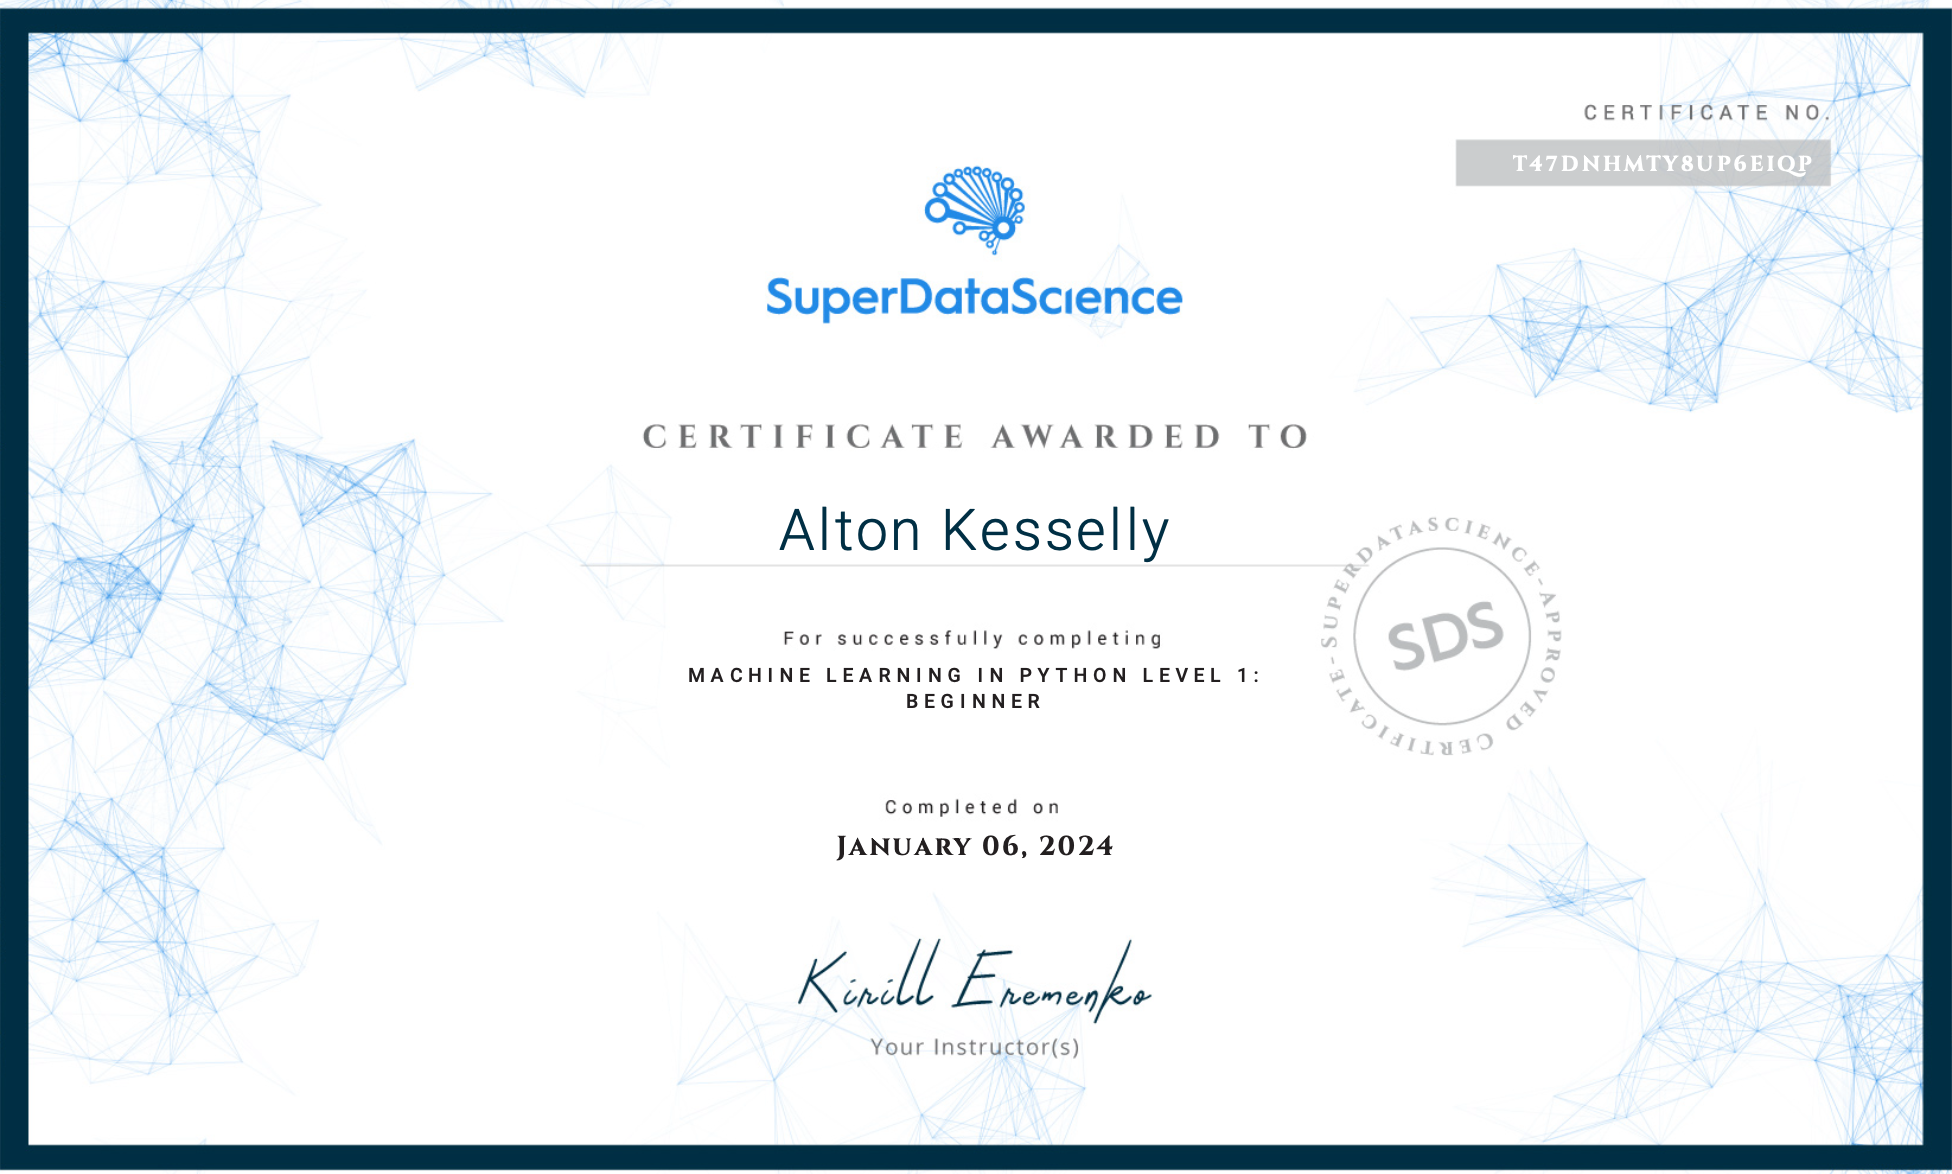 CERTIFICATE NO.
T47DNHMTY8UP6EIQP
SuperDataScience
CERTIFICATE AWARDED TO
Alton Kesselly
For successfully completing
MACHINE LEARNING IN PYTHON LEVEL 1:
BEGINNER
SUPERDATASCIENCE-APPROVED CERTIFICATE-
SDS
Completed on
January 06, 2024
Kirill Eremenko
Your Instructor(s)